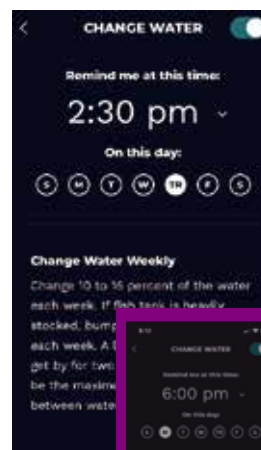 CHANGE WATER
Remind me at this time:
2:30 pm
On this day:
S M T W TR F S
Change Water Weekly
Change 10 to 15 percent of the water
each week. If fish tank is heavily
stocked, bump
each week. A
get by for two
be the maxim
between wate
CHANGE WATER
Remind me at this time:
6:00 pm
On this day:
S M T W TR F S